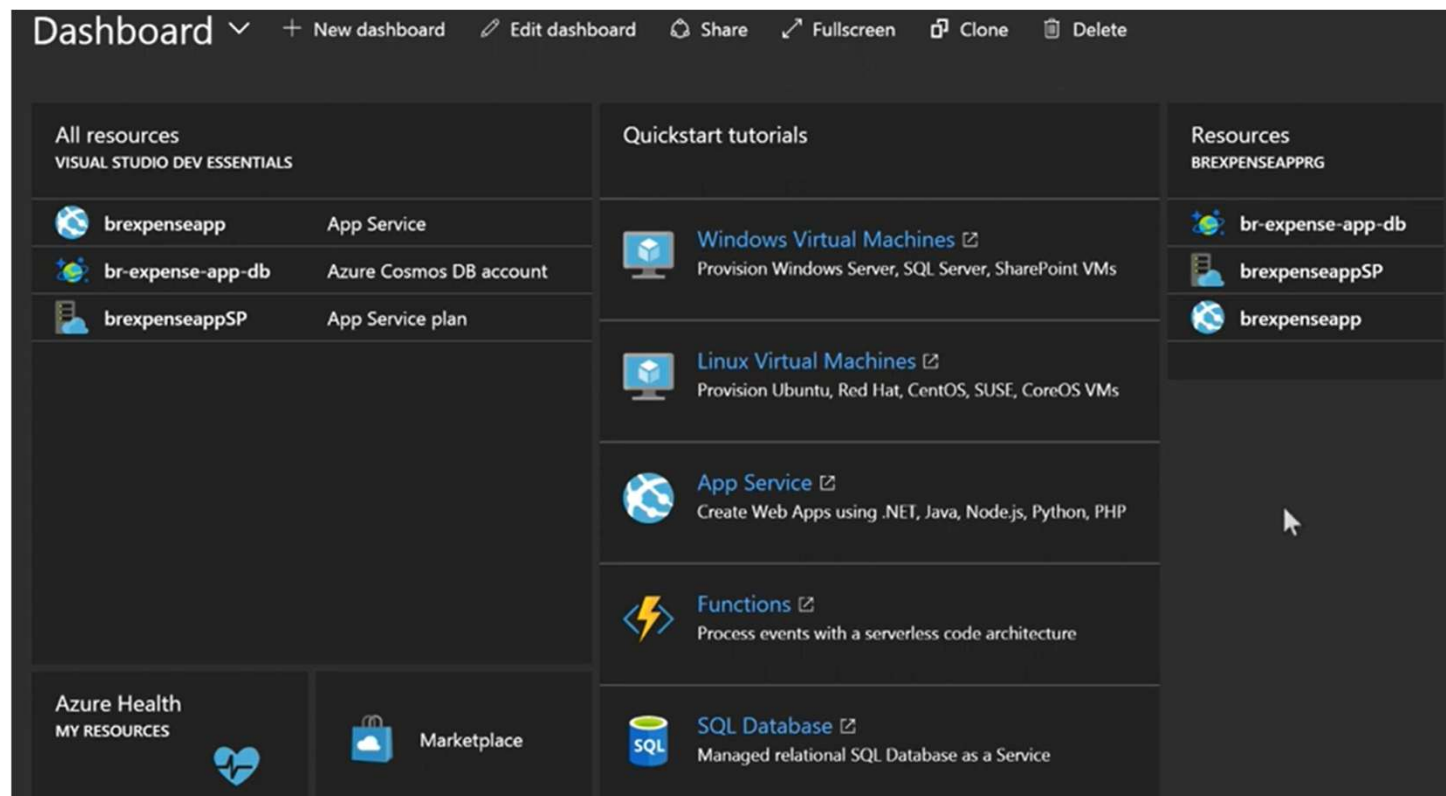 Dashboard
New dashboard
Edit dashboard
Share
Fullscreen
Clone
Delete
All resources
VISUAL STUDIO DEV ESSENTIALS
brexpenseapp App Service
br-expense-app-db Azure Cosmos DB account
brexpenseappSP App Service plan
Azure Health
MY RESOURCES
Marketplace
Quickstart tutorials
Windows Virtual Machines
Provision Windows Server, SQL Server, SharePoint VMs
Linux Virtual Machines
Provision Ubuntu, Red Hat, CentOS, SUSE, CoreOS VMs
App Service
Create Web Apps using .NET, Java, Node.js, Python, PHP
Functions
Process events with a serverless code architecture
SQL
SQL Database
Managed relational SQL Database as a Service
Resources
BREXPENSEAPPRG
br-expense-app-db
brexpenseappSP
brexpenseapp